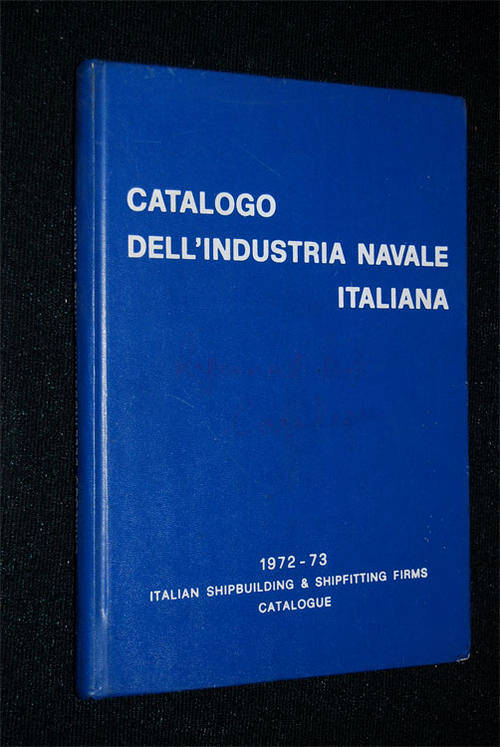 CATALOGO
DELL'INDUSTRIA NAVALE
ITALIANA
1972-73
ITALIAN SHIPBUILDING & SHIPFITTING FIRMS
CATALOGUE